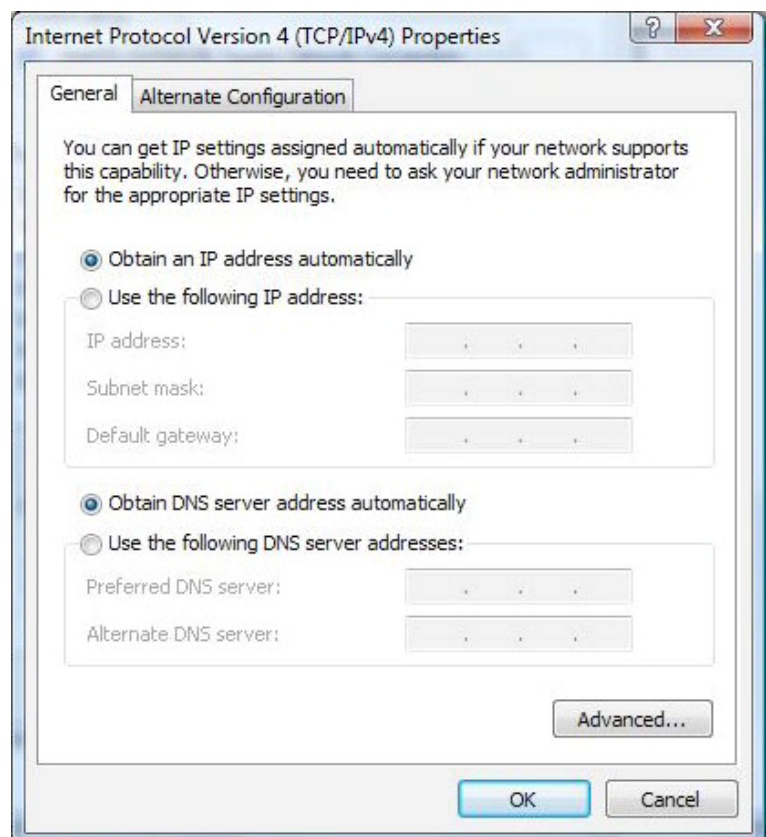 Internet Protocol Version 4 (TCP/IPv4) Properties
General
Alternate Configuration
You can get IP settings assigned automatically if your network supports
this capability. Otherwise, you need to ask your network administrator
for the appropriate IP settings.
Obtain an IP address automatically
Use the following IP address:
IP address:
Subnet mask:
Default gateway:
Obtain DNS server address automatically
Use the following DNS server addresses:
Preferred DNS server:
Alternate DNS server:
Advanced...
OK
Cancel